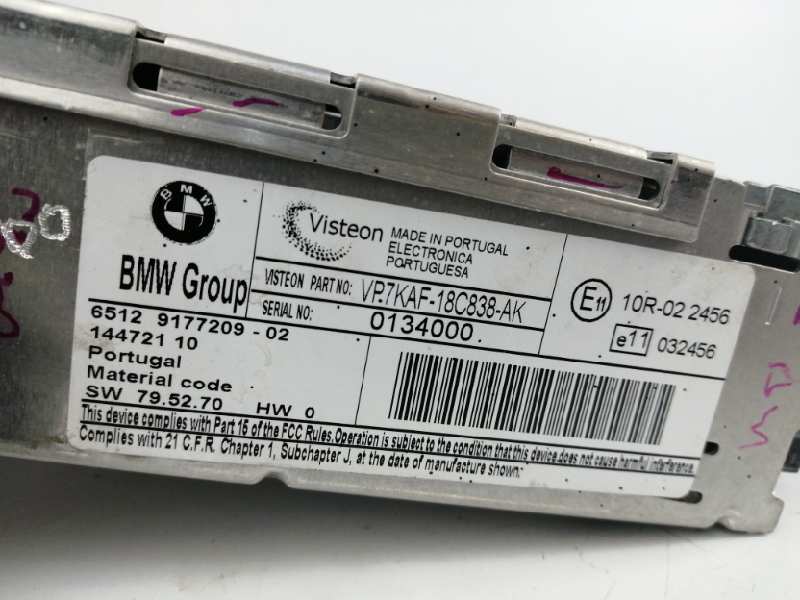 BMW
BMW Group
Visteon
MADE IN PORTUGAL
ELECTRONICA
PORTUGUESA
VISTEON PART NO: VP7KAF-18C838-AK
SERIAL NO: 0134000
6512 9177209-02
144721 10
Portugal
Material code
SW 79.52.70 HW 0
E11 10R-02 2456
e11 032456
This device complies with Part 15 of the FCC Rules. Operation is subject to the condition that this device does not cause harmful interference.
Complies with 21 C.F.R. Chapter 1, Subchapter J, at the date of manufacture shown: